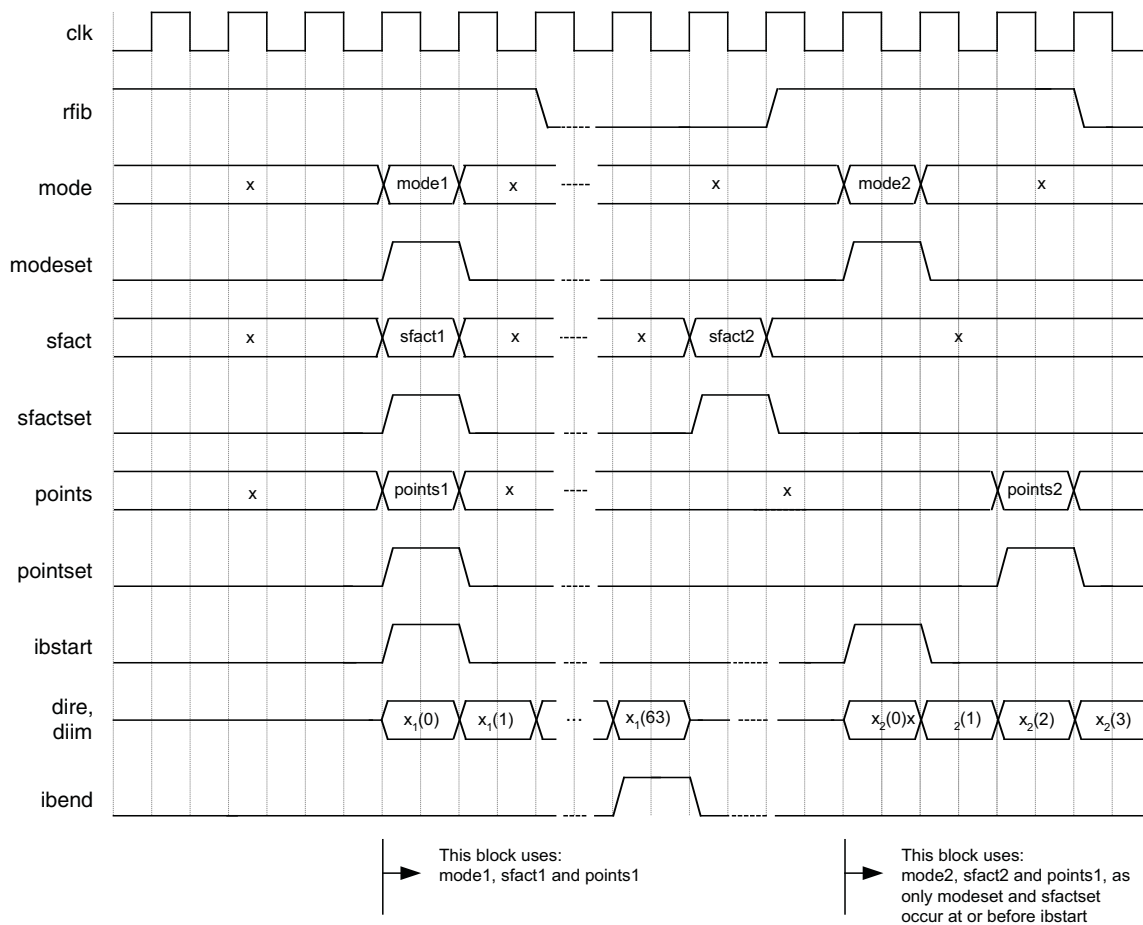 clk
rfib
mode
x
mode1
x
x
mode2
x
modeset
sfact
x
sfact1
x
x
sfact2
x
sfactset
points
x
points1
x
x
points2
pointset
ibstart
dire,
diim
x₁(0)
x₁(1)
...
x₁(63)
x₂(0)x
₂(1)
x₂(2)
x₂(3)
ibend
This block uses:
mode1, sfact1 and points1
This block uses:
mode2, sfact2 and points1, as
only modeset and sfactset
occur at or before ibstart